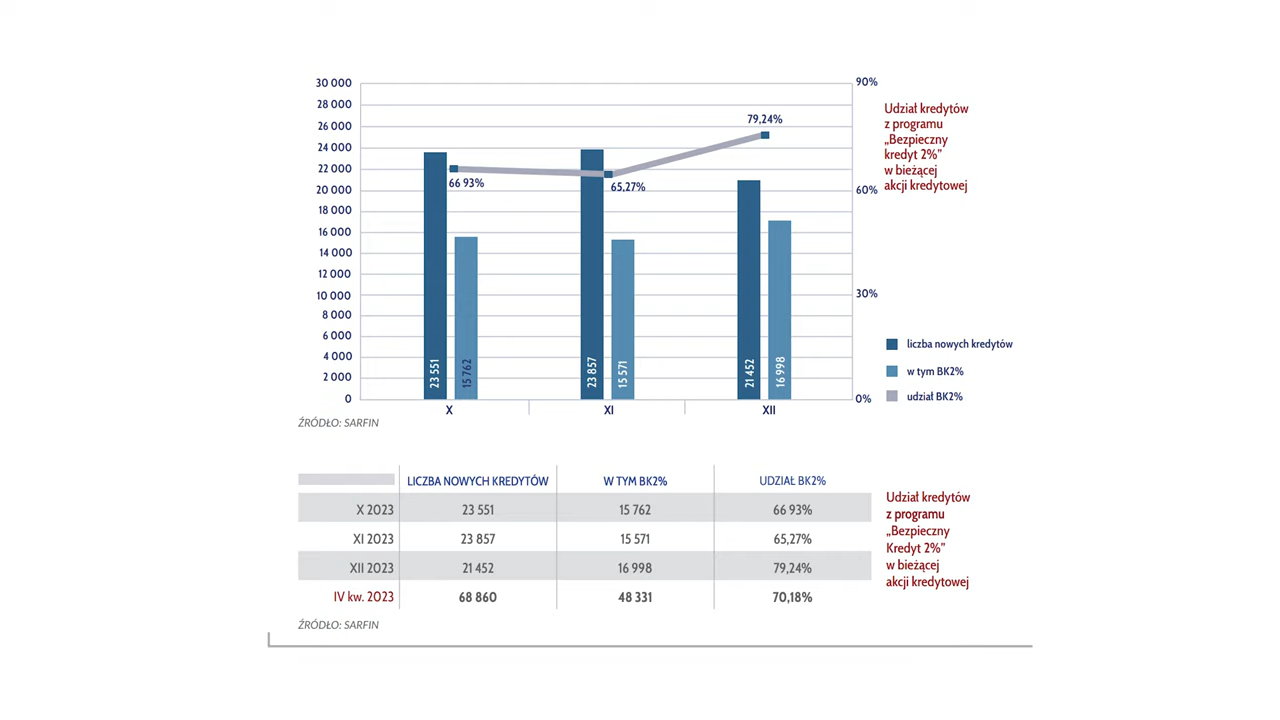 30 000
28 000
26 000
24 000
22 000
20 000
18 000
16 000
14 000
12 000
10 000
8 000
6 000
4 000
2 000
0
90%
60%
30%
0%
66 93%
65,27%
79,24%
23 551
15 762
23 857
15 571
21 452
16 998
X
XI
XII
Udział kredytów
z programu
„Bezpieczny
kredyt 2%”
w bieżącej
akcji kredytowej
liczba nowych kredytów
w tym BK2%
udział BK2%
ŹRÓDŁO: SARFIN
LICZBA NOWYCH KREDYTÓW W TYM BK2% UDZIAŁ BK2%
X 2023 23 551 15 762 66 93%
XI 2023 23 857 15 571 65,27%
XII 2023 21 452 16 998 79,24%
IV kw. 2023 68 860 48 331 70,18%
Udział kredytów
z programu
„Bezpieczny
Kredyt 2%”
w bieżącej
akcji kredytowej
ŹRÓDŁO: SARFIN